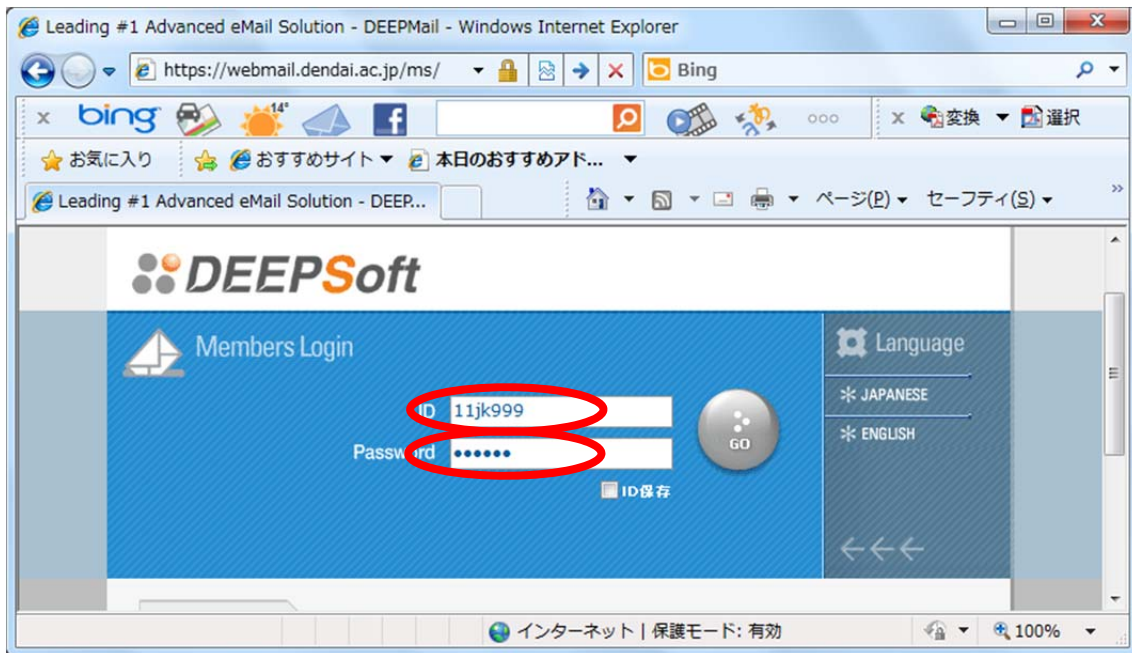 Leading #1 Advanced eMail Solution - DEEPMail - Windows Internet Explorer
https://webmail.dendai.ac.jp/ms/ Bing
x bing 14° f ooo x 変換 ▼ 選択
お気に入り おすすめサイト ▼ 本日のおすすめアド... ▼
Leading #1 Advanced eMail Solution - DEEP... ページ(P) ▼ セーフティ(S) ▼ »
DEEPSoft
Members Login
ID 11jk999
Password ••••••
ID保存
GO
Language
JAPANESE
ENGLISH
インターネット | 保護モード: 有効 100%